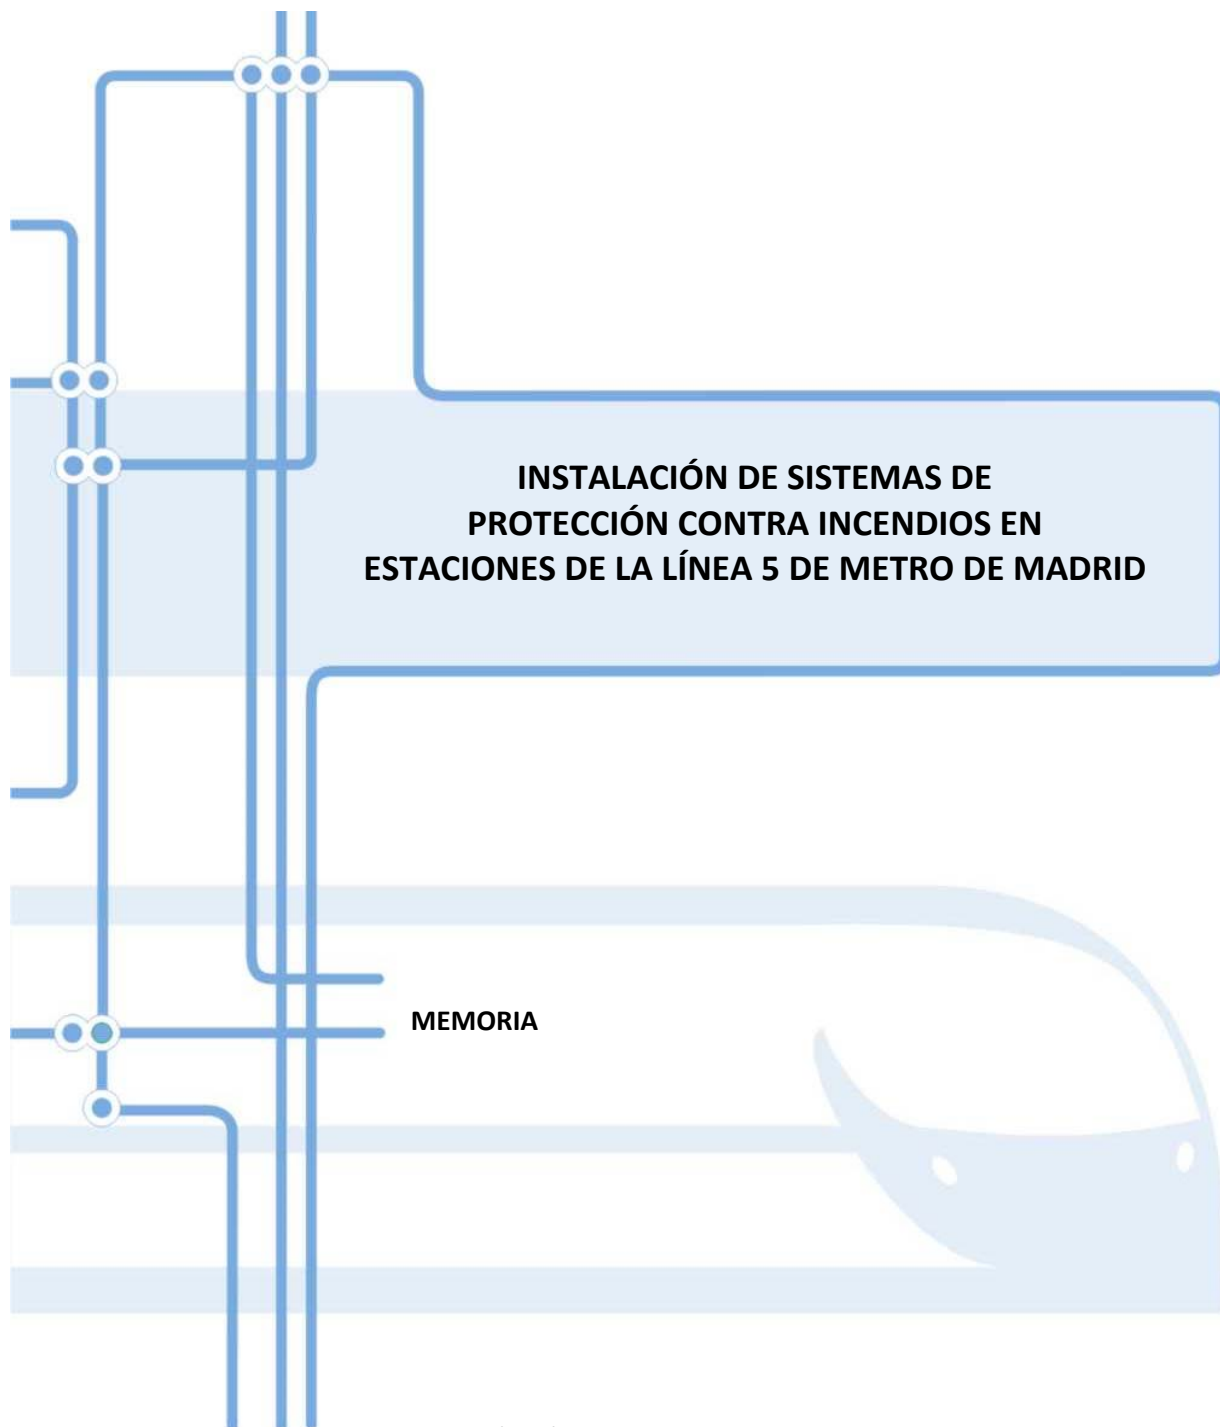 INSTALACIÓN DE SISTEMAS DE
PROTECCIÓN CONTRA INCENDIOS EN
ESTACIONES DE LA LÍNEA 5 DE METRO DE MADRID
MEMORIA